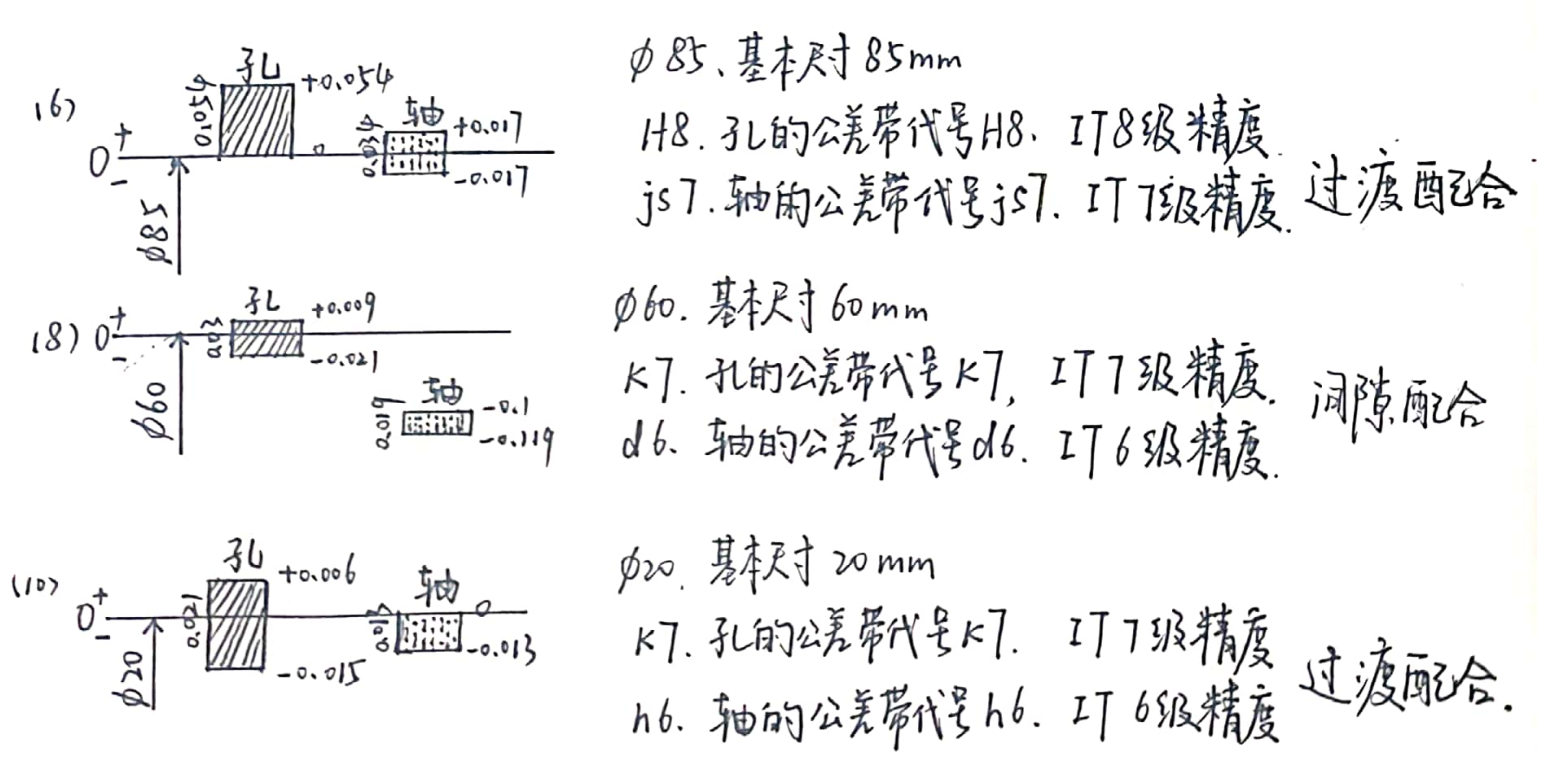 (6)
孔
+0.054
0.054
0
+
-
0
φ85
轴
+0.017
-0.017
φ85、基本尺寸85mm
H8. 孔的公差带代号H8. IT8级精度.
js7. 轴的公差带代号js7. IT7级精度. 过渡配合
(8)
孔
+0.009
-0.021
0
+
-
φ60
轴
0.019
-0.1
-0.119
φ60. 基本尺寸60mm
K7. 孔的公差带代号K7, IT7级精度.
间隙配合
d6. 轴的公差带代号d6. IT6级精度.
(10)
孔
+0.006
0.021
-0.015
0
+
-
φ20
轴
0
-0.013
φ20. 基本尺寸20mm
K7. 孔的公差带代号K7. IT7级精度
过渡配合.
h6. 轴的公差带代号h6. IT6级精度